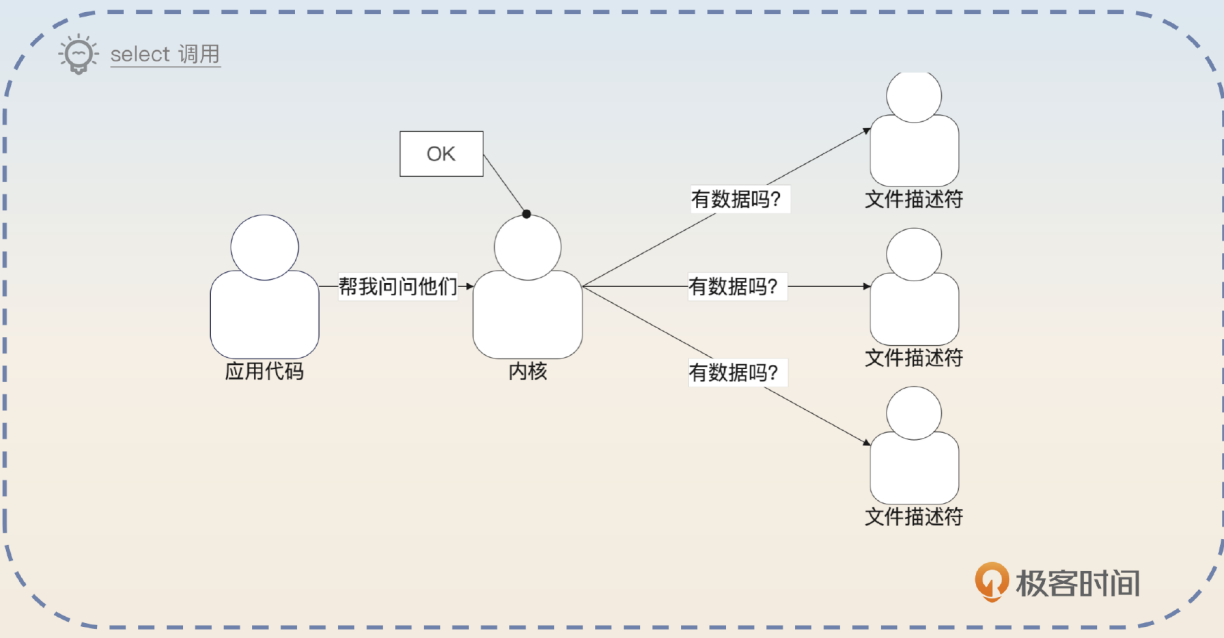 select 调用
OK
有数据吗?
文件描述符
帮我问问他们
有数据吗?
应用代码
内核
文件描述符
有数据吗?
文件描述符
极客时间